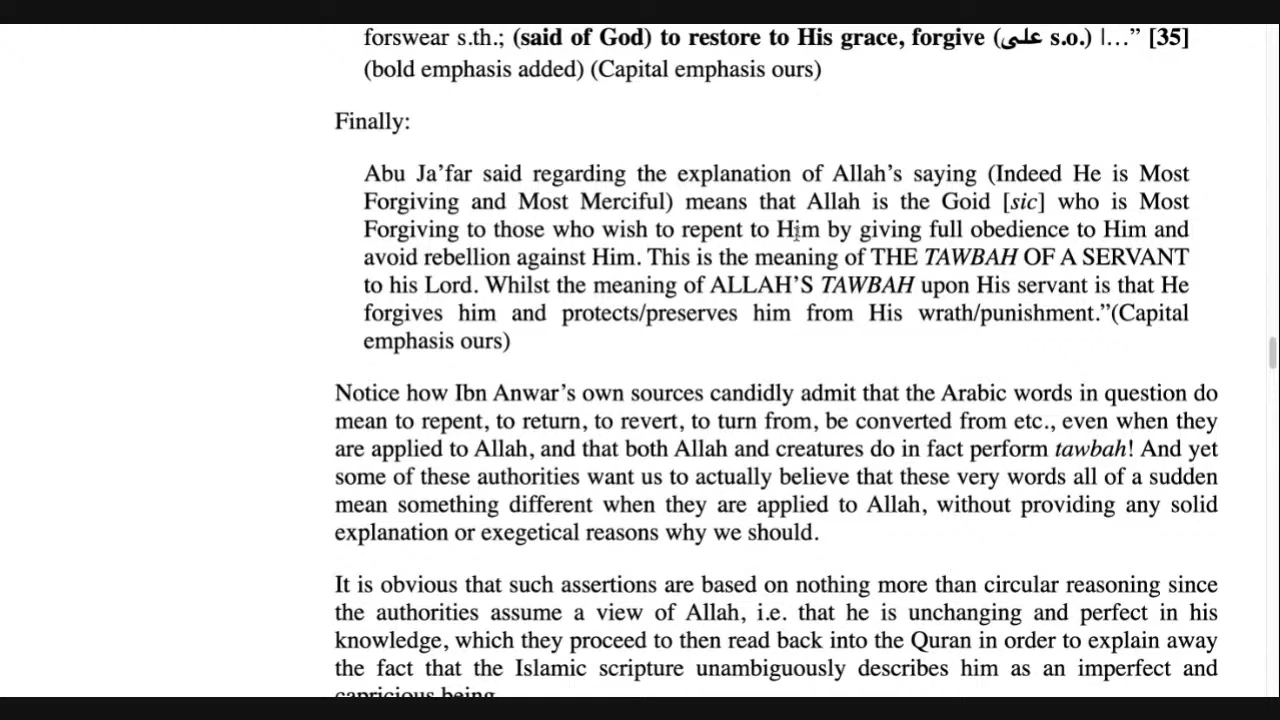 forswear s.th.; (said of God) to restore to His grace, forgive (على s.o.) ا…” [35]
(bold emphasis added) (Capital emphasis ours)
Finally:
Abu Ja’far said regarding the explanation of Allah’s saying (Indeed He is Most
Forgiving and Most Merciful) means that Allah is the Goid [sic] who is Most
Forgiving to those who wish to repent to Him by giving full obedience to Him and
avoid rebellion against Him. This is the meaning of THE TAWBAH OF A SERVANT
to his Lord. Whilst the meaning of ALLAH’S TAWBAH upon His servant is that He
forgives him and protects/preserves him from His wrath/punishment.”(Capital
emphasis ours)
Notice how Ibn Anwar’s own sources candidly admit that the Arabic words in question do
mean to repent, to return, to revert, to turn from, be converted from etc., even when they
are applied to Allah, and that both Allah and creatures do in fact perform tawbah! And yet
some of these authorities want us to actually believe that these very words all of a sudden
mean something different when they are applied to Allah, without providing any solid
explanation or exegetical reasons why we should.
It is obvious that such assertions are based on nothing more than circular reasoning since
the authorities assume a view of Allah, i.e. that he is unchanging and perfect in his
knowledge, which they proceed to then read back into the Quran in order to explain away
the fact that the Islamic scripture unambiguously describes him as an imperfect and
capricious being.